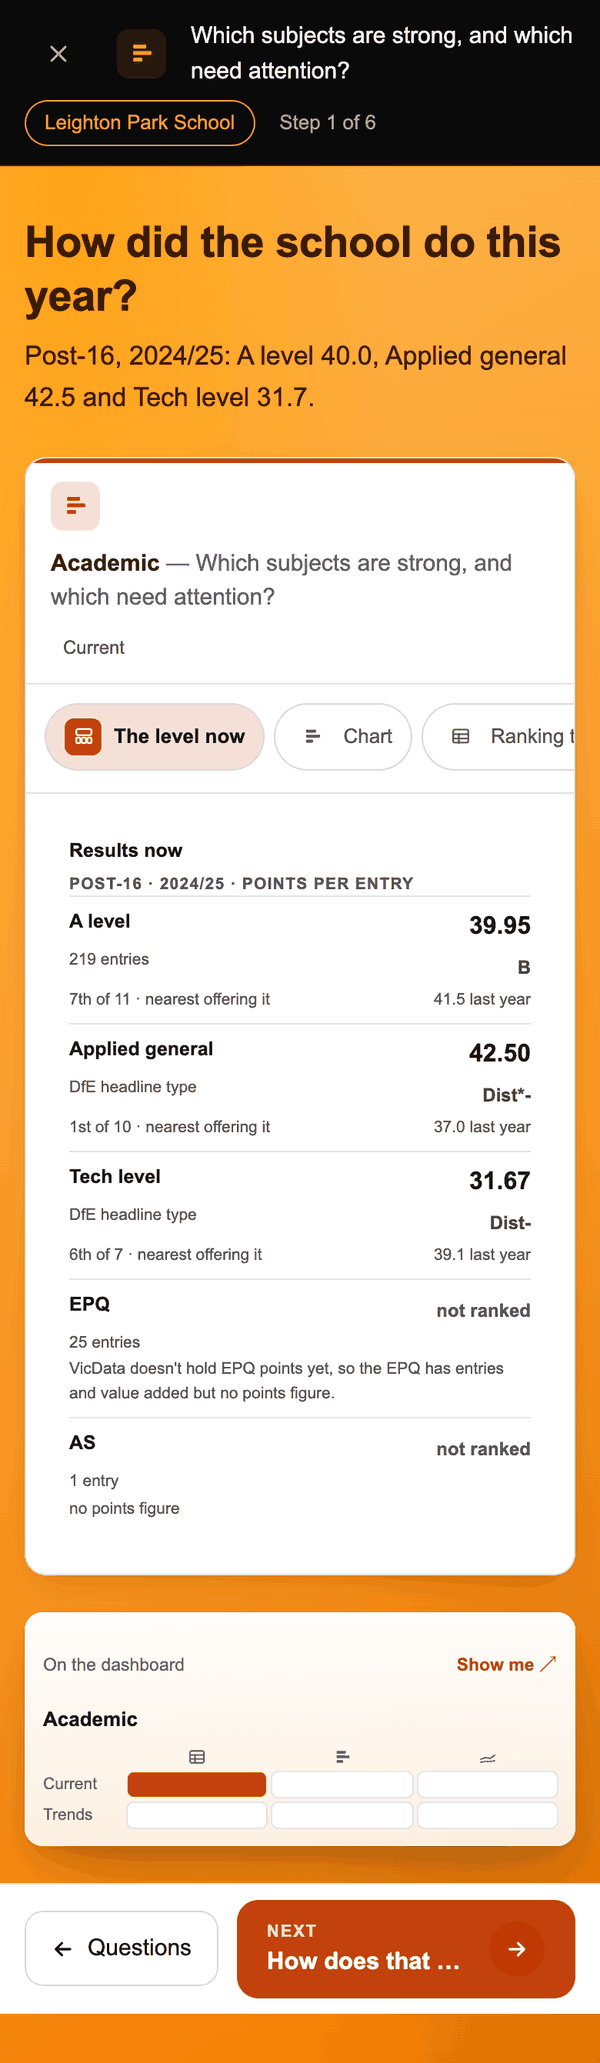 Which subjects are strong, and which
need attention?
Leighton Park School
Step 1 of 6
How did the school do this
year?
Post-16, 2024/25: A level 40.0, Applied general
42.5 and Tech level 31.7.
Academic — Which subjects are strong, and
which need attention?
Current
The level now
Chart
Ranking t
Results now
POST-16 · 2024/25 · POINTS PER ENTRY
A level
39.95
219 entries
B
7th of 11 · nearest offering it
41.5 last year
Applied general
42.50
DfE headline type
Dist*-
1st of 10 · nearest offering it
37.0 last year
Tech level
31.67
DfE headline type
Dist-
6th of 7 · nearest offering it
39.1 last year
EPQ
not ranked
25 entries
VicData doesn't hold EPQ points yet, so the EPQ has entries
and value added but no points figure.
AS
not ranked
1 entry
no points figure
On the dashboard
Show me ↗
Academic
Current
Trends
← Questions
NEXT
How does that ... →